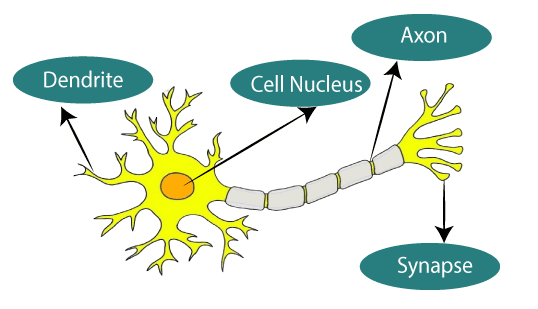 Axon
Dendrite
Cell Nucleus
Synapse